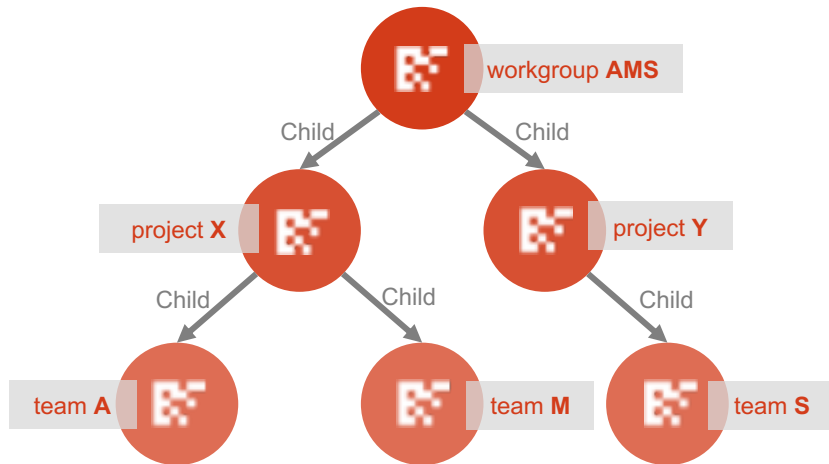 workgroup AMS
Child
Child
project X
project Y
Child
Child
Child
team A
team M
team S